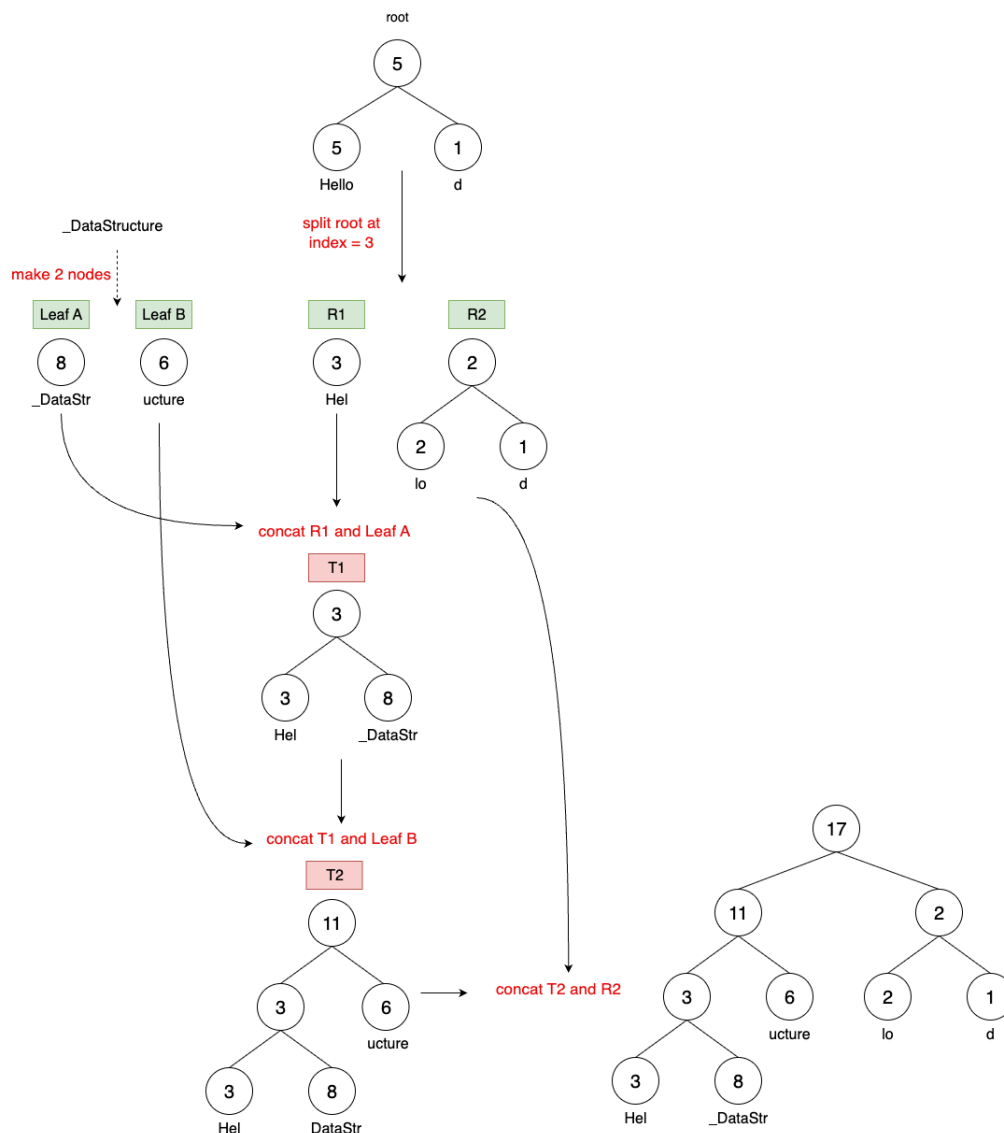 root
5
5
1
Hello
d
split root at
index = 3
_DataStructure
make 2 nodes
Leaf A
Leaf B
R1
R2
8
6
3
2
_DataStr
ucture
Hel
2
1
lo
d
concat R1 and Leaf A
T1
3
3
8
Hel
_DataStr
concat T1 and Leaf B
T2
11
3
6
ucture
3
8
Hel
DataStr
concat T2 and R2
17
11
2
3
6
2
1
ucture
lo
d
3
8
Hel
_DataStr